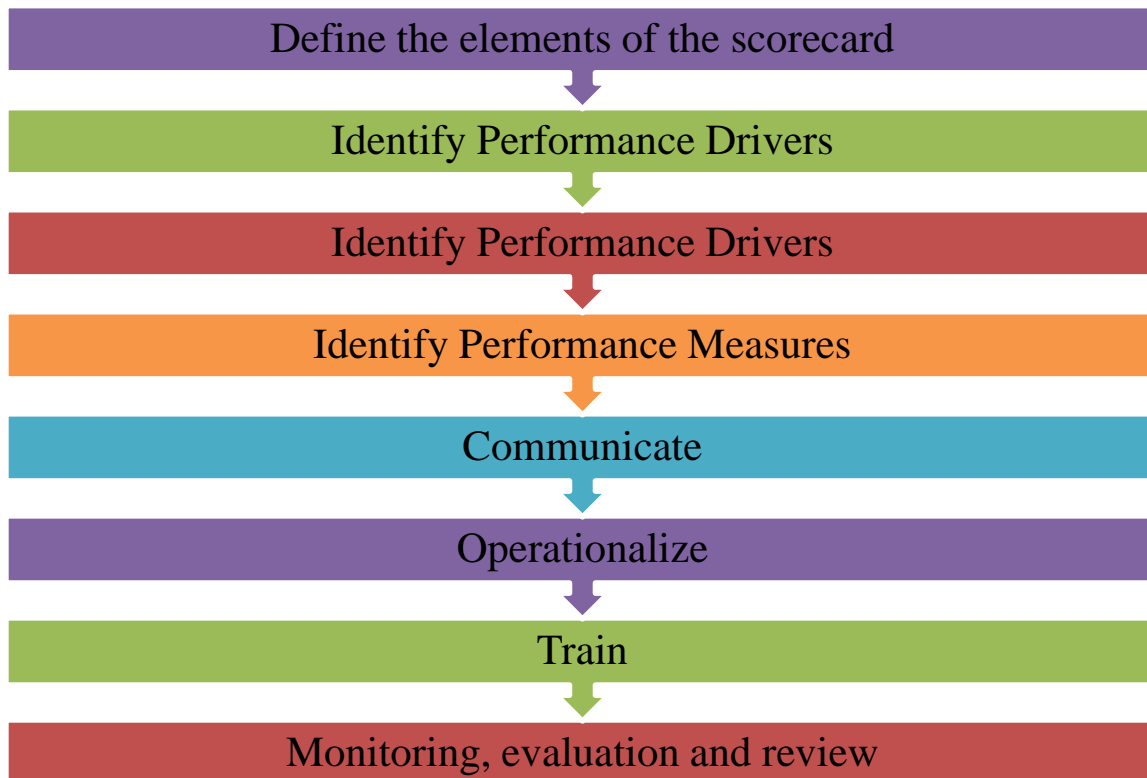 Define the elements of the scorecard
Identify Performance Drivers
Identify Performance Drivers
Identify Performance Measures
Communicate
Operationalize
Train
Monitoring, evaluation and review